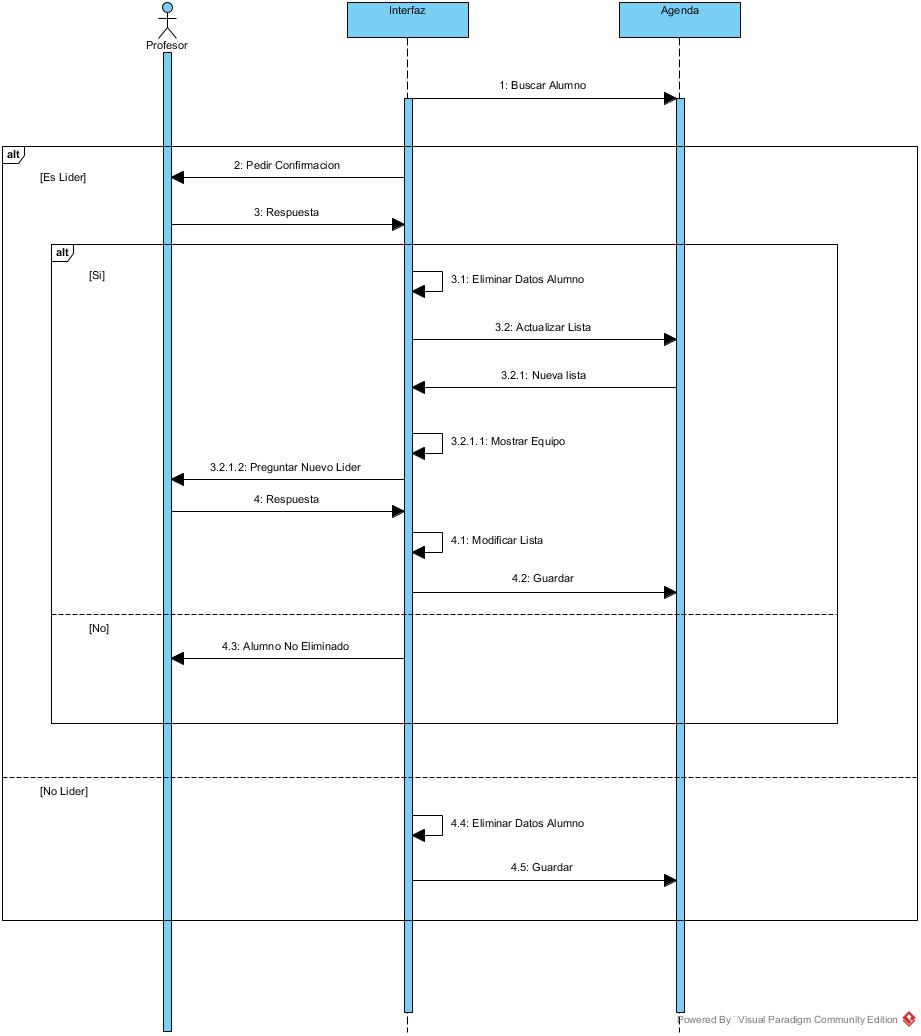 Profesor
Interfaz
Agenda
1: Buscar Alumno
alt
[Es Lider]
2: Pedir Confirmacion
3: Respuesta
alt
[Si]
3.1: Eliminar Datos Alumno
3.2: Actualizar Lista
3.2.1: Nueva lista
3.2.1.1: Mostrar Equipo
3.2.1.2: Preguntar Nuevo Lider
4: Respuesta
4.1: Modificar Lista
4.2: Guardar
[No]
4.3: Alumno No Eliminado
[No Lider]
4.4: Eliminar Datos Alumno
4.5: Guardar
Powered By Visual Paradigm Community Edition